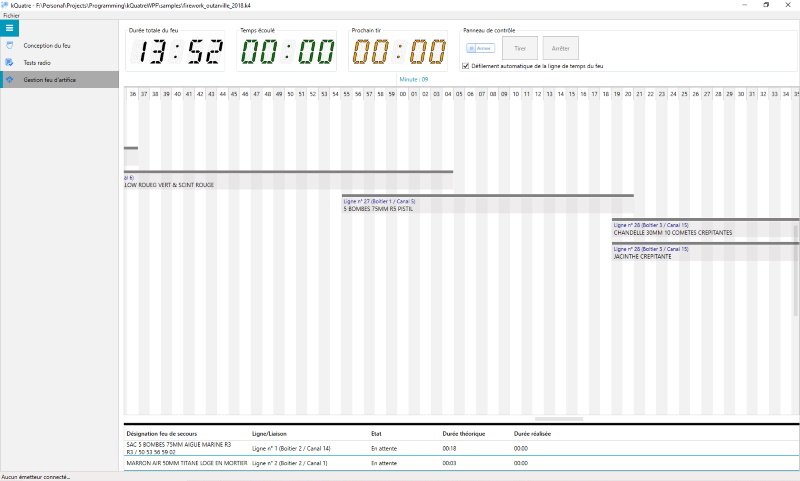 kQuatre - F:\Personal\Projects\Programming\kQuatreWPF\samples\firework_outarville_2018.k4
Fichier
Conception du feu
Tests radio
Gestion feu d'artifice
Durée totale du feu
13:52
Temps écoulé
00:00
Prochain tir
00:00
Panneau de contrôle
Armer
Tirer
Arrêter
Défilement automatique de la ligne de temps du feu
Minute : 09
36 37 38 39 40 41 42 43 44 45 46 47 48 49 50 51 52 53 54 55 56 57 58 59 00 01 02 03 04 05 06 07 08 09 10 11 12 13 14 15 16 17 18 19 20 21 22 23 24 25 26 27 28 29 30 31 32 33 34 35
al 6)
LOW ROUEG VERT & SCINT ROUGE
Ligne n° 27 (Boitier 1 / Canal 5)
5 BOMBES 75MM R5 PISTIL
Ligne n° 28 (Boitier 3 / Canal 15)
CHANDELLE 30MM 10 COMETES CREPITANTES
Ligne n° 28 (Boitier 3 / Canal 15)
JACINTHE CREPITANTE
Désignation feu de secours Ligne/Liaison Etat Durée théorique Durée réalisée
SAC 5 BOMBES 75MM AIGUE MARINE R3
R3 / 50 53 56 59 02 Ligne n° 1 (Boitier 2 / Canal 14) En attente 00:18 00:00
MARRON AIR 50MM TITANE LOGE EN MORTIER Ligne n° 2 (Boitier 2 / Canal 1) En attente 00:03 00:00
Aucun émetteur connecté...